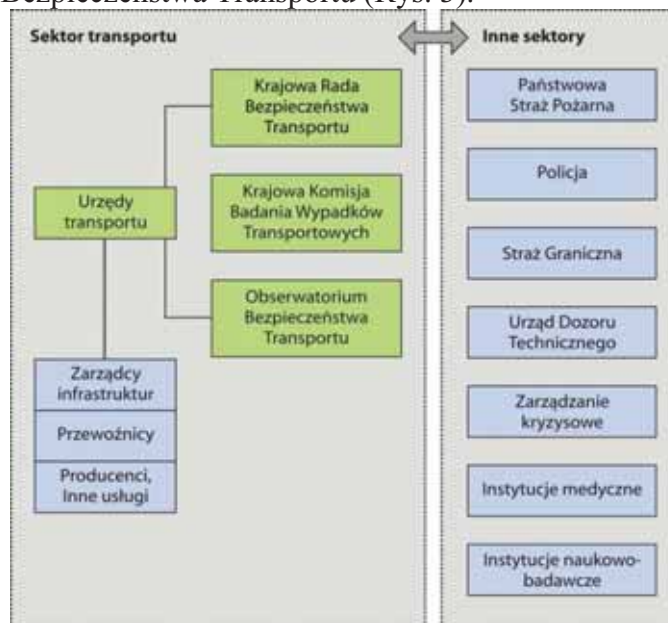 Bezpieczeństwa Transportu (Rys. 3).
Sektor transportu
Inne sektory
Krajowa Rada
Bezpieczeństwa
Transportu
Urzędy
transportu
Krajowa Komisja
Badania Wypadków
Transportowych
Obserwatorium
Bezpieczeństwa
Transportu
Zarządcy
infrastruktur
Przewoźnicy
Producenci,
Inne usługi
Państwowa
Straż Pożarna
Policja
Straż Graniczna
Urząd Dozoru
Technicznego
Zarządzanie
kryzysowe
Instytucje medyczne
Instytucje naukowo-
badawcze